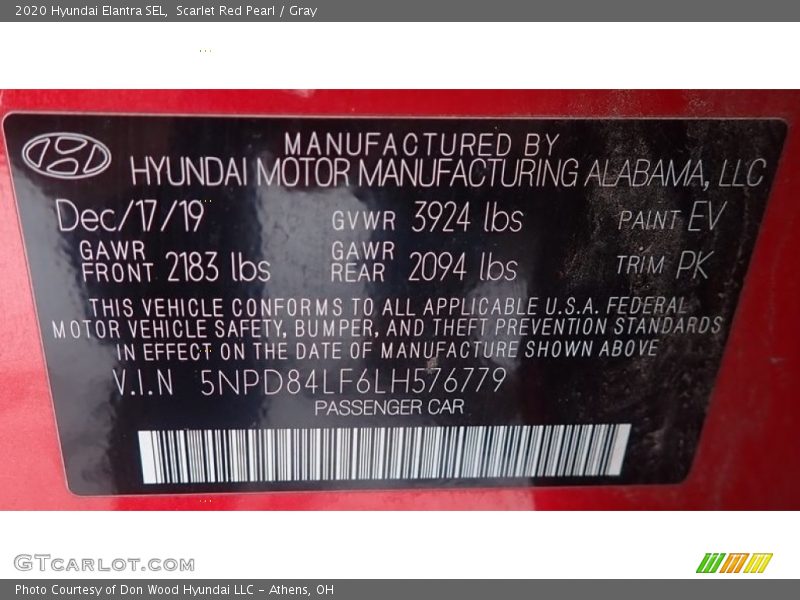 2020 Hyundai Elantra SEL,  Scarlet Red Pearl / Gray
MANUFACTURED BY
HYUNDAI MOTOR MANUFACTURING ALABAMA, LLC
Dec/17/19 GVWR 3924 lbs PAINT EV
GAWR FRONT 2183 lbs GAWR REAR 2094 lbs TRIM PK
THIS VEHICLE CONFORMS TO ALL APPLICABLE U.S.A. FEDERAL
MOTOR VEHICLE SAFETY, BUMPER, AND THEFT PREVENTION STANDARDS
IN EFFECT ON THE DATE OF MANUFACTURE SHOWN ABOVE
V.I.N 5NPD84LF6LH576779
PASSENGER CAR
GTCARLOT.COM
Photo Courtesy of Don Wood Hyundai LLC - Athens, OH